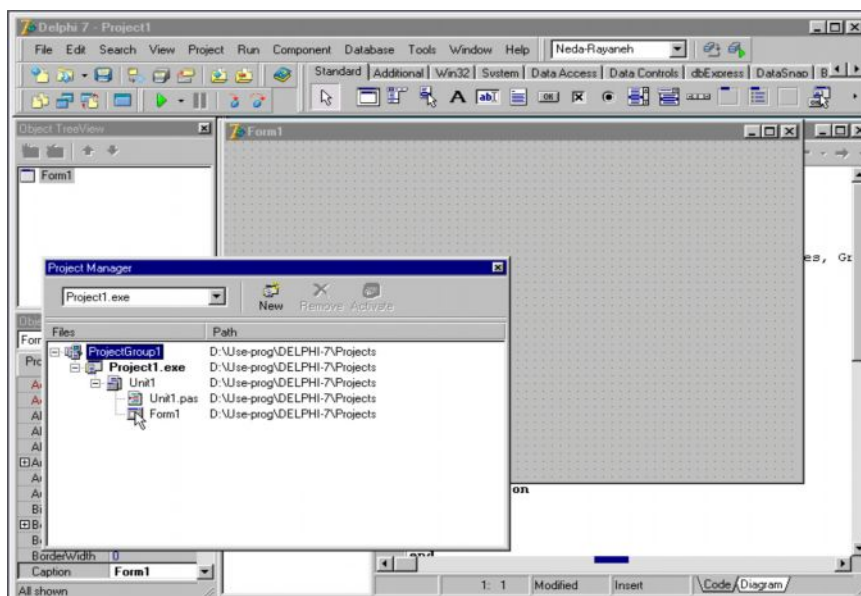 Delphi 7 - Project1
File Edit Search View Project Run Component Database Tools Window Help Neda-Rayaneh
Standard Additional Win32 System Data Access Data Controls dbExpress DataSnap B
Object TreeView
Form1
Form1
es, Gr
Project Manager
Project1.exe
New Remove Activate
Files Path
ProjectGroup1 D:\Use-prog\DELPHI-7\Projects
Project1.exe D:\Use-prog\DELPHI-7\Projects
Unit1 D:\Use-prog\DELPHI-7\Projects
Unit1.pas D:\Use-prog\DELPHI-7\Projects
Form1 D:\Use-prog\DELPHI-7\Projects
on
end
BorderWidth 0
Caption Form1
All shown
1: 1 Modified Insert Code Diagram